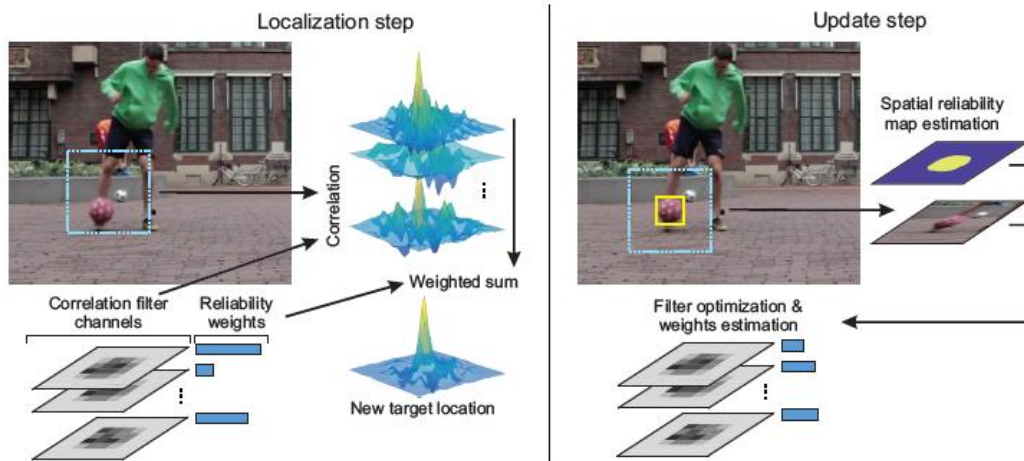 Localization step
Correlation
Weighted sum
Correlation filter
channels
Reliability
weights
New target location
Update step
Spatial reliability
map estimation
Filter optimization &
weights estimation